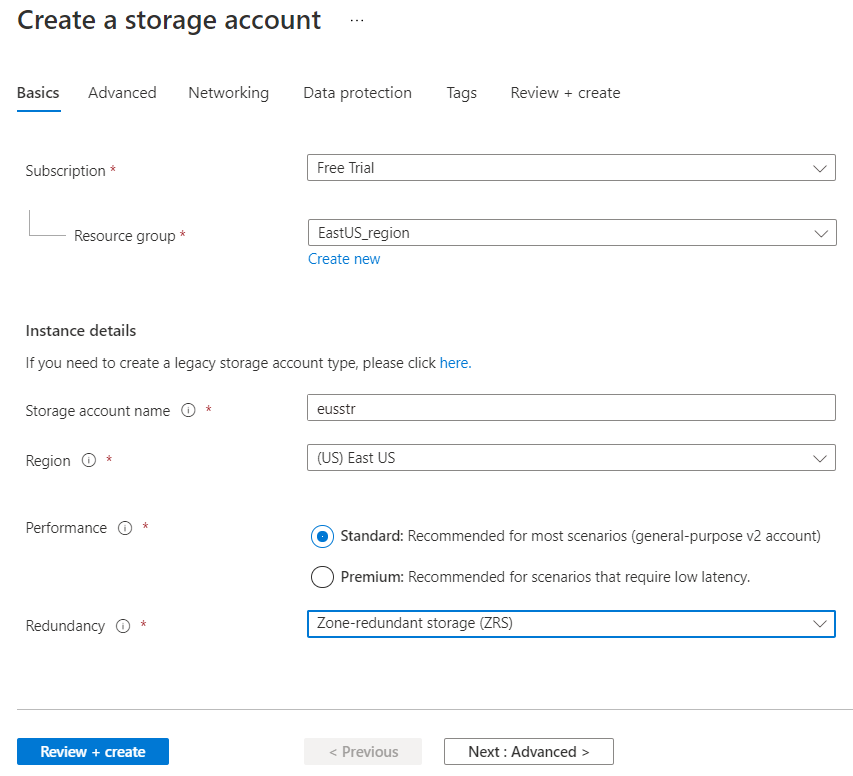 Create a storage account ...
Basics Advanced Networking Data protection Tags Review + create
Subscription * Free Trial
Resource group * EastUS_region
Create new
Instance details
If you need to create a legacy storage account type, please click here.
Storage account name * eusstr
Region * (US) East US
Performance * Standard: Recommended for most scenarios (general-purpose v2 account)
Premium: Recommended for scenarios that require low latency.
Redundancy * Zone-redundant storage (ZRS)
Review + create < Previous Next : Advanced >